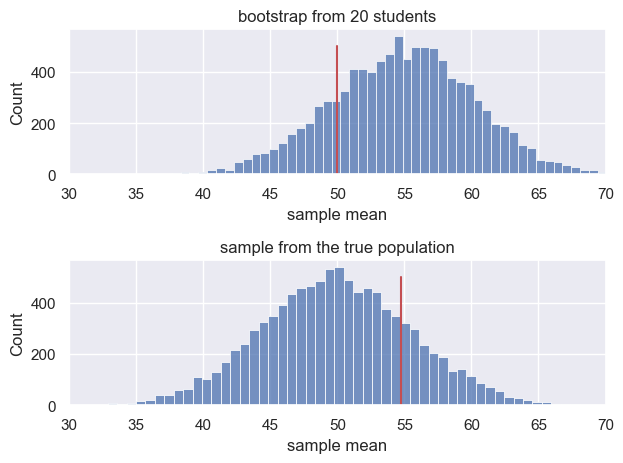 bootstrap from 20 students
Count
400
200
0
30 35 40 45 50 55 60 65 70
sample mean
sample from the true population
Count
400
200
0
30 35 40 45 50 55 60 65 70
sample mean